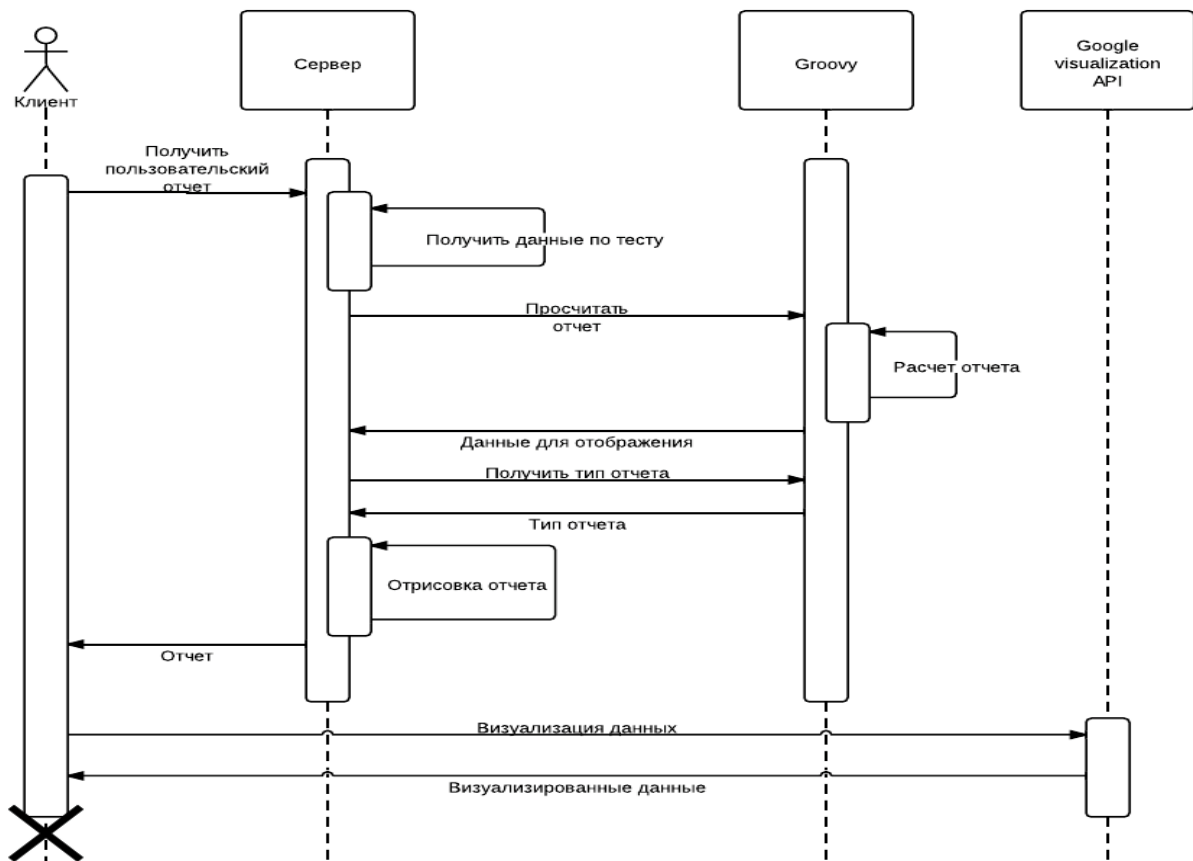 Клиент
Сервер
Groovy
Google
visualization
API
Получить
пользовательский
отчет
Получить данные по тесту
Просчитать
отчет
Расчет отчета
Данные для отображения
Получить тип отчета
Тип отчета
Отрисовка отчета
Отчет
Визуализация данных
Визуализированные данные